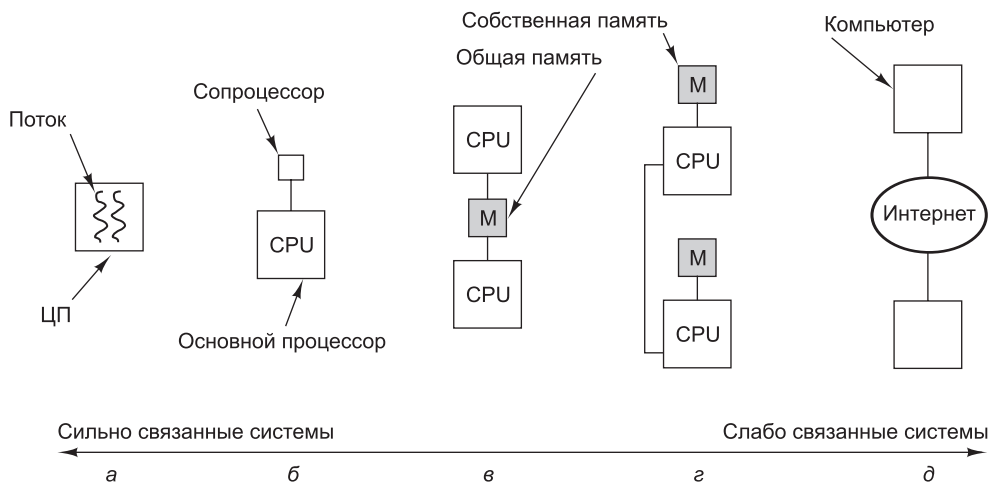 Собственная память
Общая память
Компьютер
Сопроцессор
Поток
M
CPU
CPU
M
CPU
Интернет
CPU
M
CPU
ЦП
Основной процессор
Сильно связанные системы
Слабо связанные системы
а
б
в
г
д